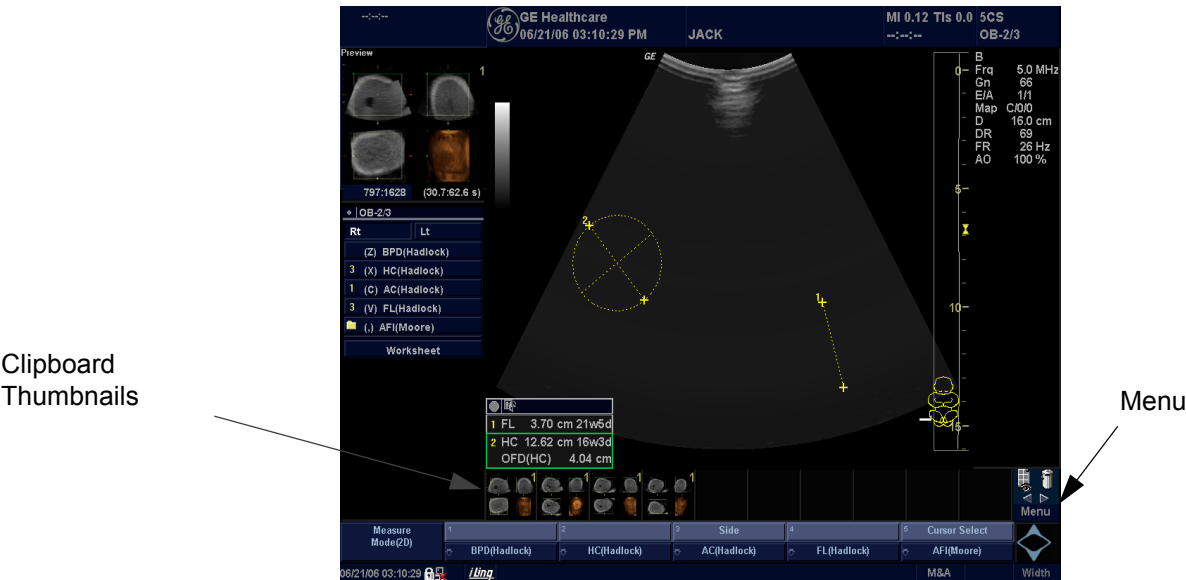 --:--:--
GE Healthcare
06/21/06 03:10:29 PM
JACK
MI 0.12 TIs 0.0
--:--:--
5CS
OB-2/3
Preview
1
797:1628 (30.7:62.6 s)
OB-2/3
Rt Lt
(Z) BPD(Hadlock)
3 (X) HC(Hadlock)
1 (C) AC(Hadlock)
3 (V) FL(Hadlock)
(,) AFI(Moore)
Worksheet
GE
2
1
0
5
10
15
B
Frq 5.0 MHz
Gn 66
E/A 1/1
Map C/0/0
D 16.0 cm
DR 69
FR 26 Hz
AO 100 %
Clipboard
Thumbnails
Menu
1 FL 3.70 cm 21w5d
2 HC 12.62 cm 16w3d
OFD(HC) 4.04 cm
1 1 1 1
Menu
Measure
Mode(2D)
1 2 3 Side 4 5 Cursor Select
BPD(Hadlock) HC(Hadlock) AC(Hadlock) FL(Hadlock) AFI(Moore)
06/21/06 03:10:29 iLinq M&A Width